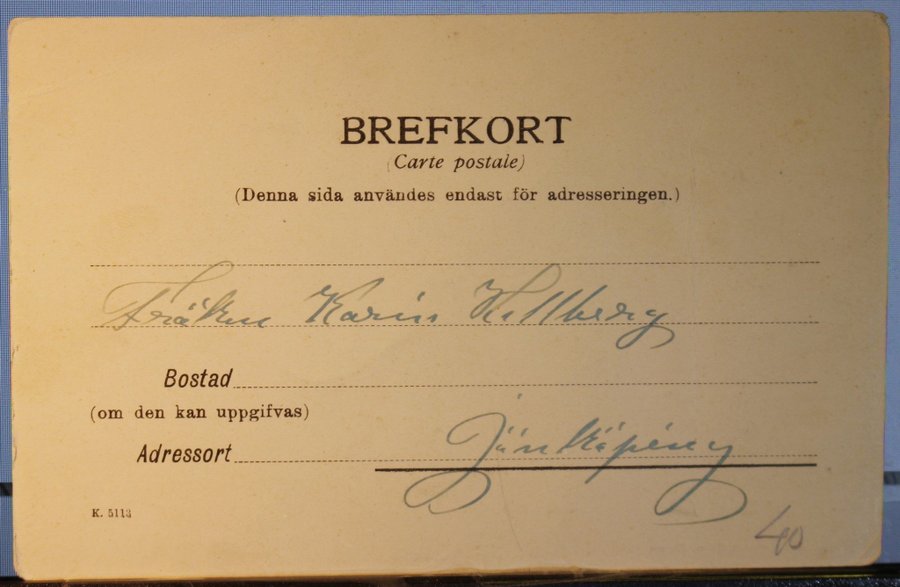 BREFKORT
(Carte postale)
(Denna sida användes endast för adresseringen.)
Fröken Karin Hellberg
Bostad
(om den kan uppgifvas)
Adressort Jönköping
K. 5113
40